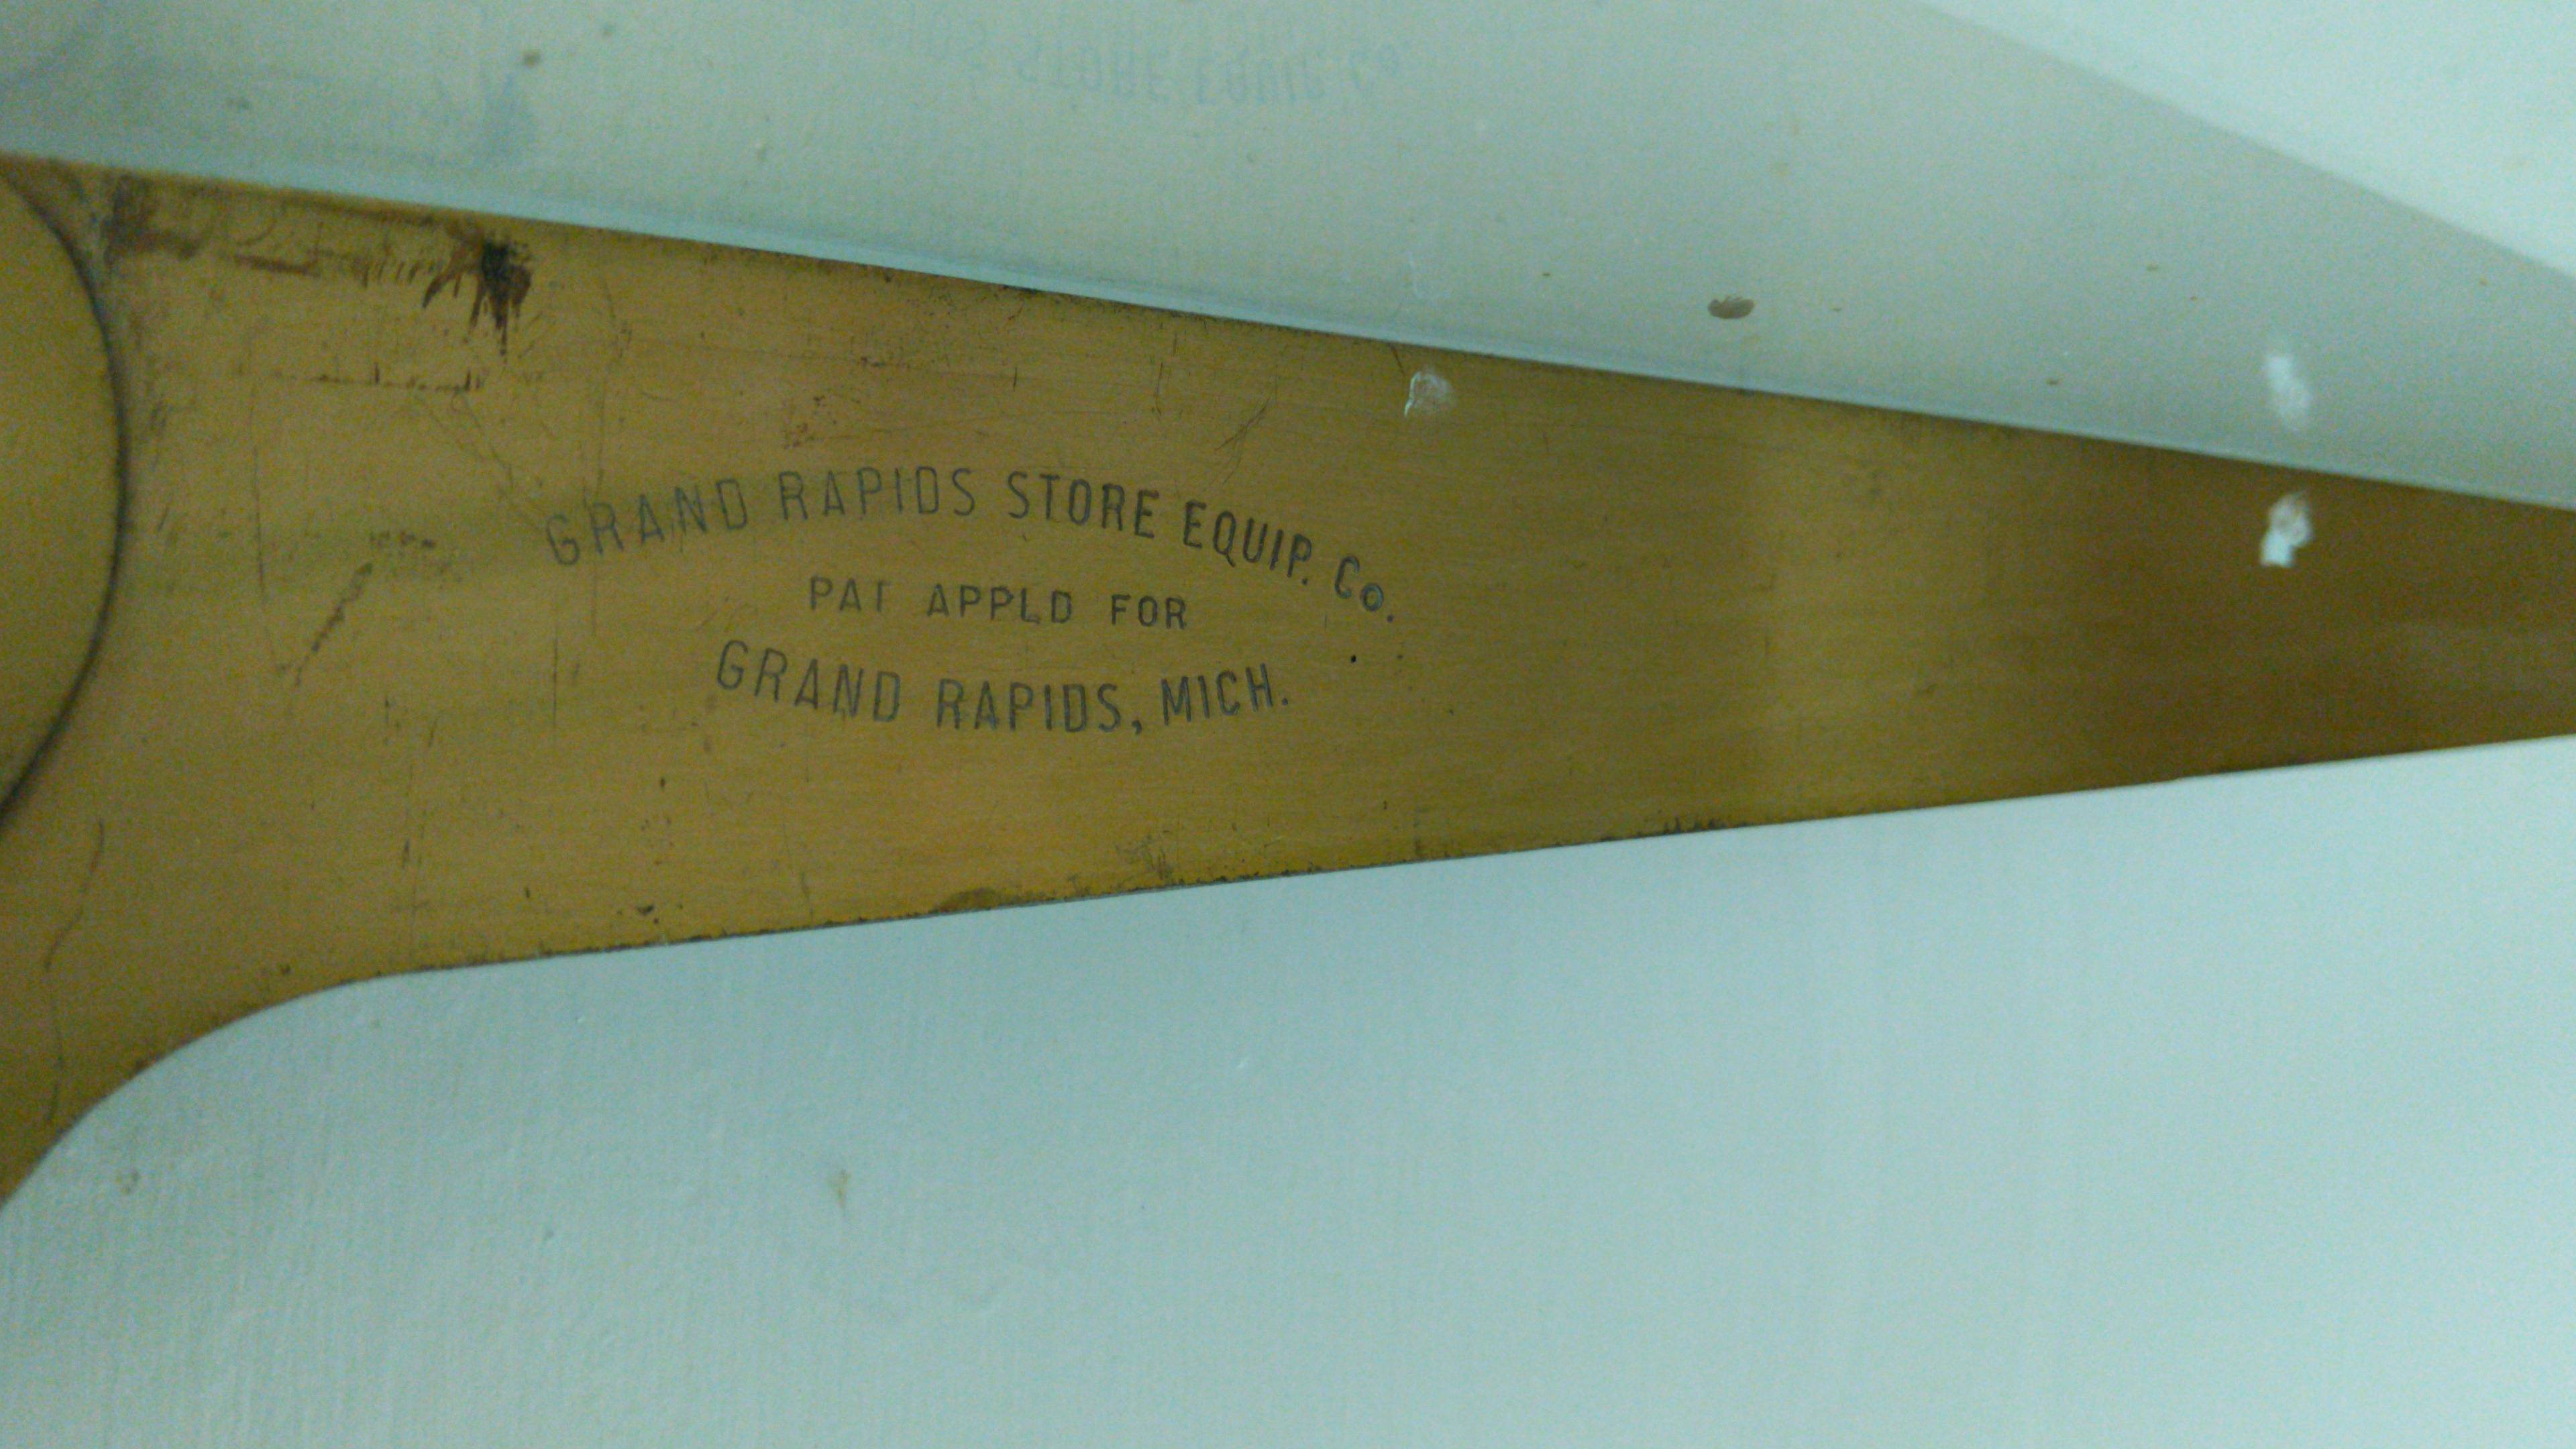 GRAND RAPIDS STORE EQUIP. Co.
PAT APPLD FOR
GRAND RAPIDS, MICH.